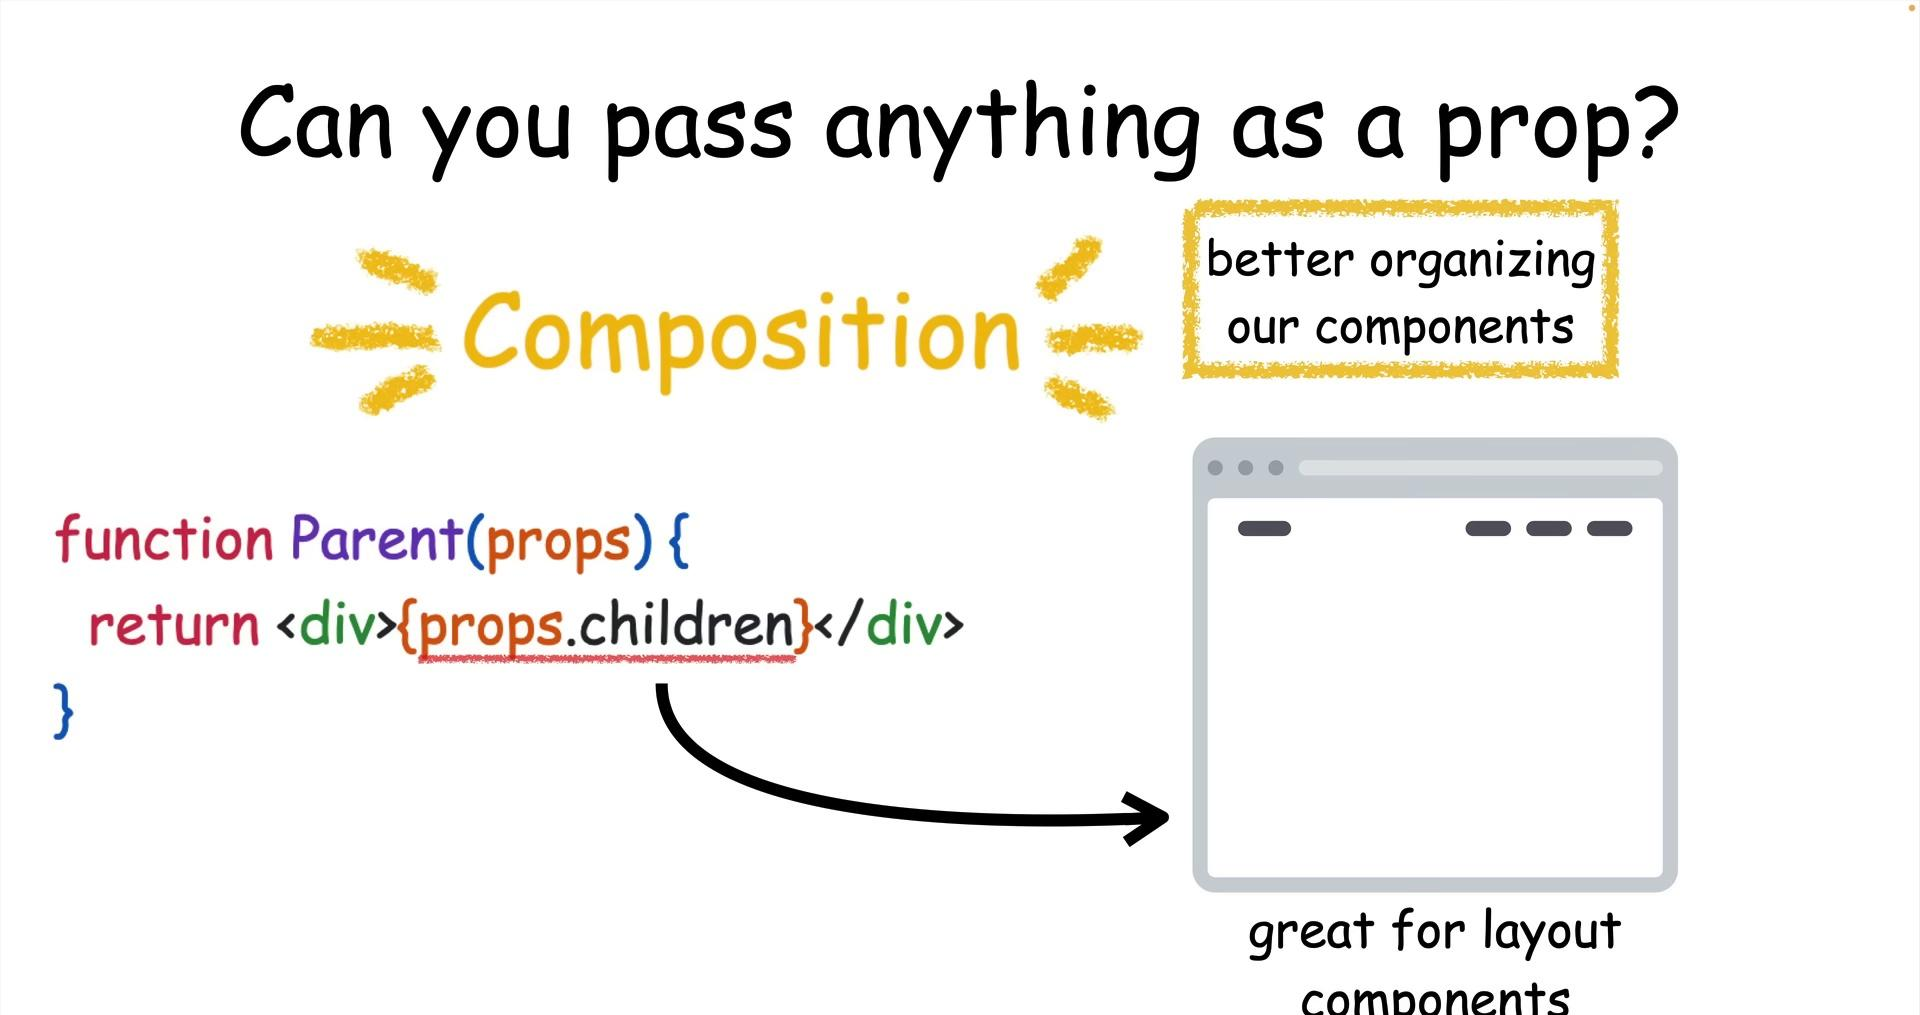 Can you pass anything as a prop?
Composition
better organizing
our components
function Parent(props) {
return <div>{props.children}</div>
}
great for layout
components